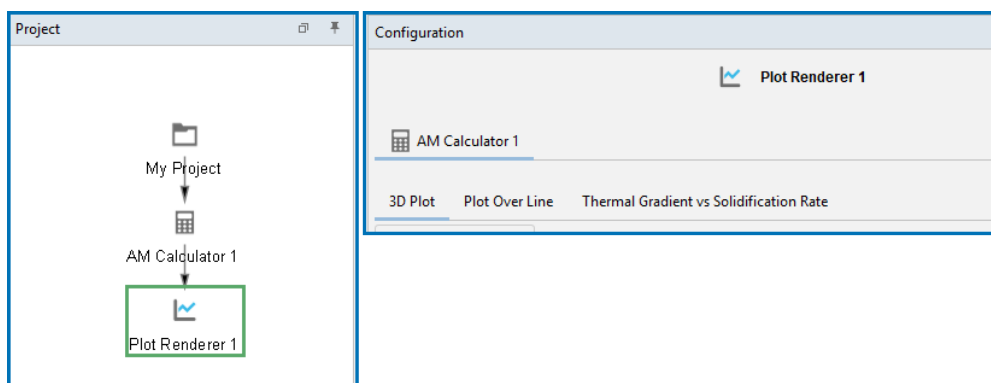 Project
My Project
AM Calculator 1
Plot Renderer 1
Configuration
Plot Renderer 1
AM Calculator 1
3D Plot Plot Over Line Thermal Gradient vs Solidification Rate